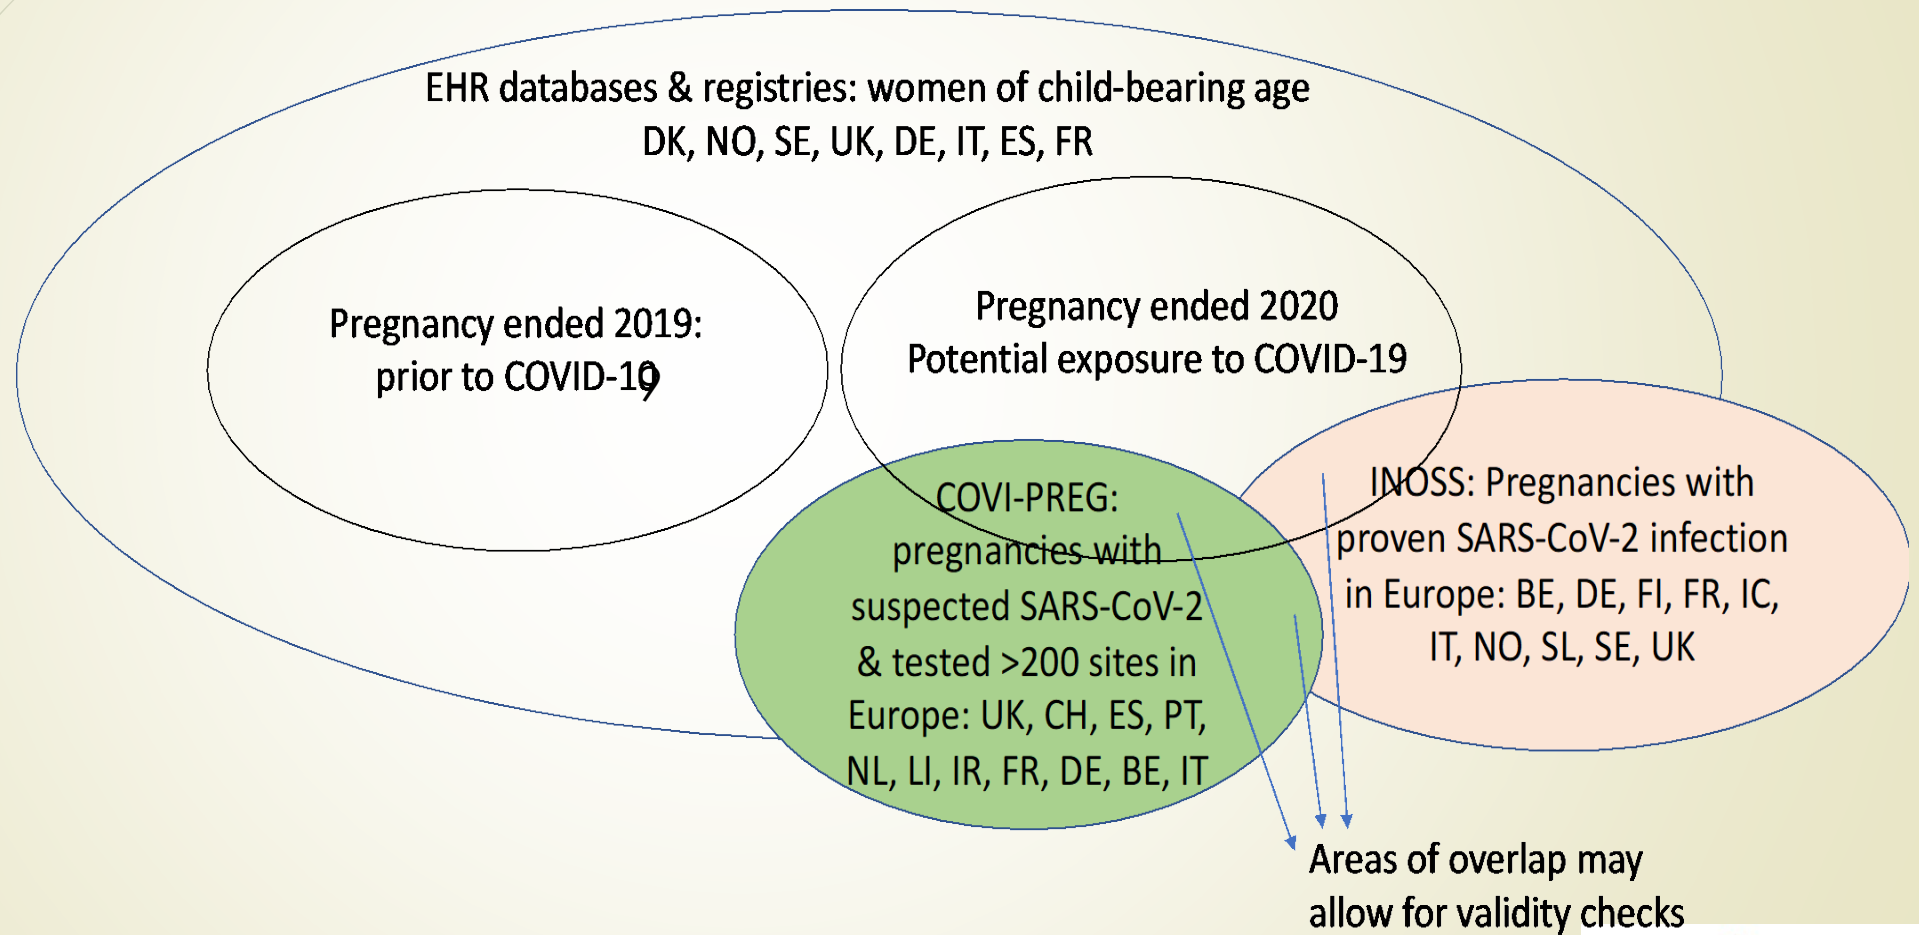 EHR databases & registries: women of child-bearing age
DK, NO, SE, UK, DE, IT, ES, FR
Pregnancy ended 2019:
prior to COVID-19
Pregnancy ended 2020
Potential exposure to COVID-19
COVI-PREG:
pregnancies with
suspected SARS-CoV-2
& tested >200 sites in
Europe: UK, CH, ES, PT,
NL, LI, IR, FR, DE, BE, IT
INOSS: Pregnancies with
proven SARS-CoV-2 infection
in Europe: BE, DE, FI, FR, IC,
IT, NO, SL, SE, UK
Areas of overlap may
allow for validity checks